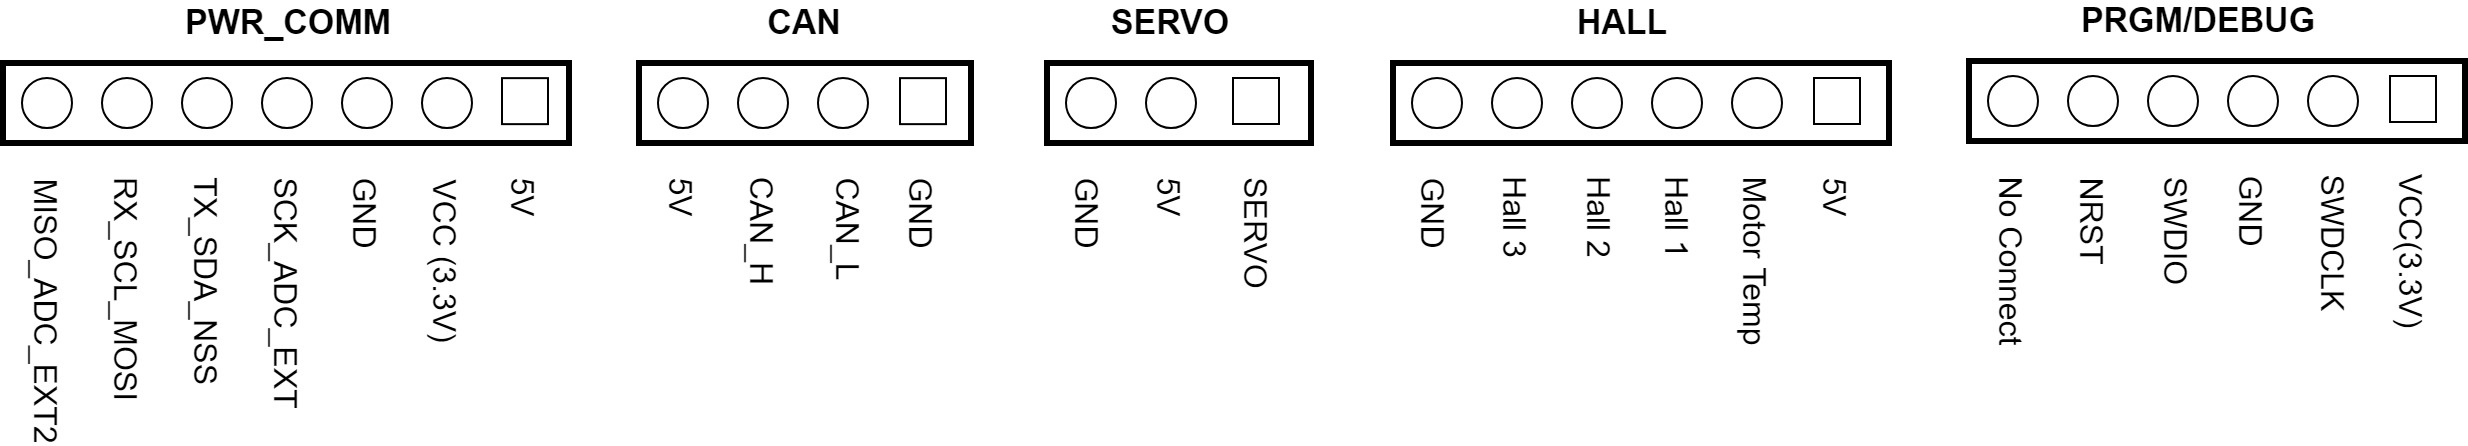 PWR_COMM
MISO_ADC_EXT2
RX_SCL_MOSI
TX_SDA_NSS
SCK_ADC_EXT
GND
VCC (3.3V)
5V
CAN
5V
CAN_H
CAN_L
GND
SERVO
GND
5V
SERVO
HALL
GND
Hall 3
Hall 2
Hall 1
Motor Temp
5V
PRGM/DEBUG
No Connect
NRST
SWDIO
GND
SWDCLK
VCC(3.3V)